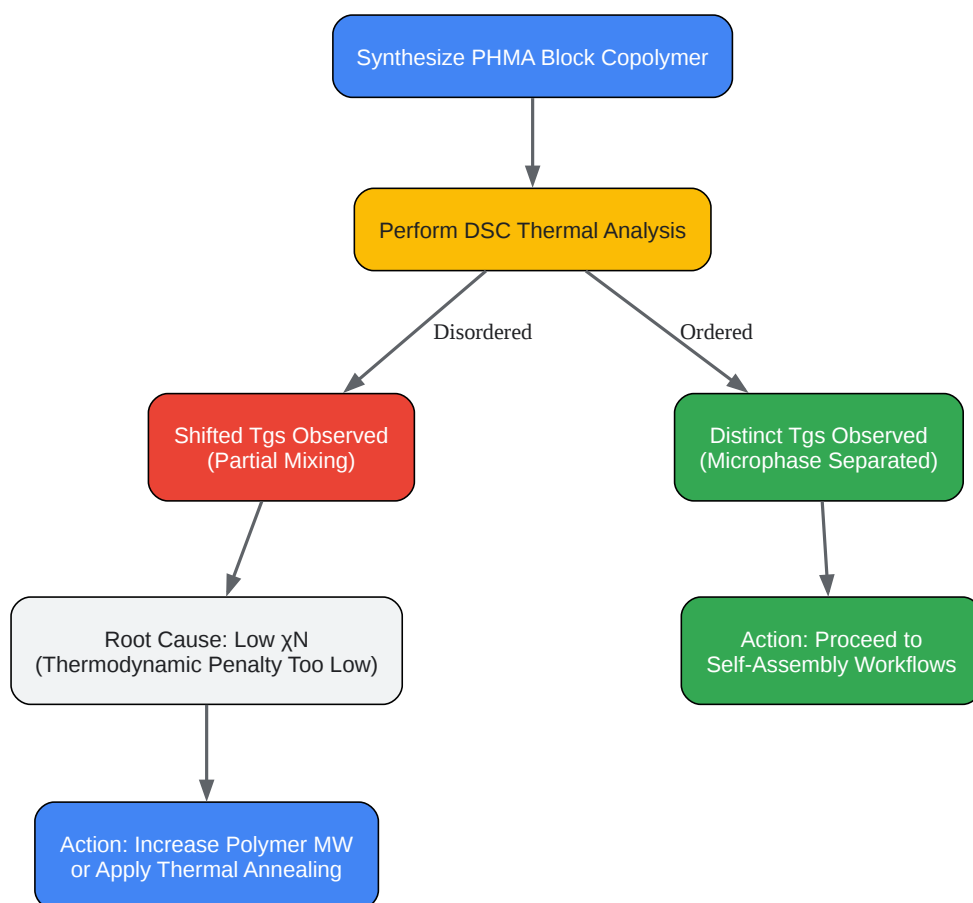 Synthesize PHMA Block Copolymer
Perform DSC Thermal Analysis
Disordered
Ordered
Shifted Tgs Observed
(Partial Mixing)
Distinct Tgs Observed
(Microphase Separated)
Root Cause: Low χN
(Thermodynamic Penalty Too Low)
Action: Proceed to
Self-Assembly Workflows
Action: Increase Polymer MW
or Apply Thermal Annealing